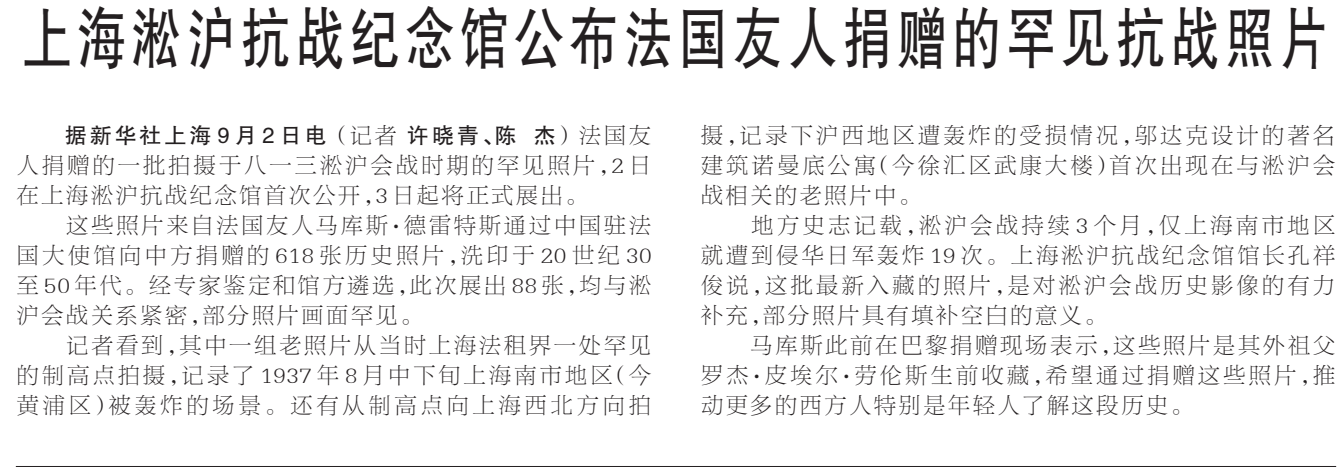 上海淞沪抗战纪念馆公布法国友人捐赠的罕见抗战照片
据新华社上海9月2日电（记者 许晓青、陈 杰）法国友
人捐赠的一批拍摄于八一三淞沪会战时期的罕见照片,2日
在上海淞沪抗战纪念馆首次公开,3日起将正式展出。
这些照片来自法国友人马库斯·德雷特斯通过中国驻法
国大使馆向中方捐赠的618张历史照片,洗印于20世纪30
至50年代。经专家鉴定和馆方遴选,此次展出88张,均与淞
沪会战关系紧密,部分照片画面罕见。
记者看到,其中一组老照片从当时上海法租界一处罕见
的制高点拍摄,记录了1937年8月中下旬上海南市地区(今
黄浦区)被轰炸的场景。还有从制高点向上海西北方向拍
摄,记录下沪西地区遭轰炸的受损情况,邬达克设计的著名
建筑诺曼底公寓(今徐汇区武康大楼)首次出现在与淞沪会
战相关的老照片中。
地方史志记载,淞沪会战持续3个月,仅上海南市地区
就遭到侵华日军轰炸19次。上海淞沪抗战纪念馆馆长孔祥
俊说,这批最新入藏的照片,是对淞沪会战历史影像的有力
补充,部分照片具有填补空白的意义。
马库斯此前在巴黎捐赠现场表示,这些照片是其外祖父
罗杰·皮埃尔·劳伦斯生前收藏,希望通过捐赠这些照片,推
动更多的西方人特别是年轻人了解这段历史。